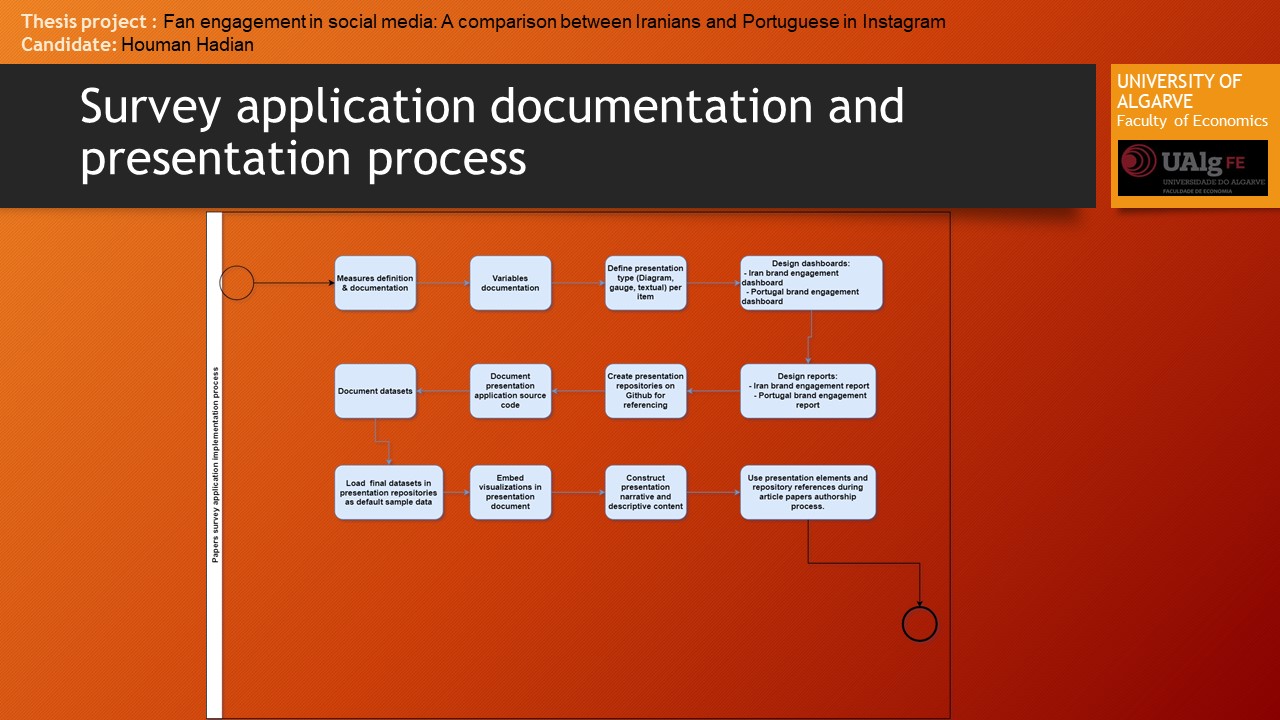 Thesis project : Fan engagement in social media: A comparison between Iranians and Portuguese in Instagram
Candidate: Houman Hadian
Survey application documentation and
presentation process
UNIVERSITY OF
ALGARVE
Faculty of Economics
UAlg FE
UNIVERSIDADE DO ALGARVE
FACULDADE DE ECONOMIA
Papers survey application implementation process
Measures definition
& documentation
Variables
documentation
Define presentation
type (Diagram,
gauge, textual) per
item
Design dashboards:
- Iran brand engagement
dashboard
- Portugal brand engagement
dashboard
Design reports:
- Iran brand engagement report
- Portugal brand engagement
report
Create presentation
repositories on
Github for
referencing
Document
presentation
application source
code
Document datasets
Load final datasets in
presentation repositories
as default sample data
Embed
visualizations in
presentation
document
Construct
presentation
narrative and
descriptive content
Use presentation elements and
repository references during
article papers authorship
process.